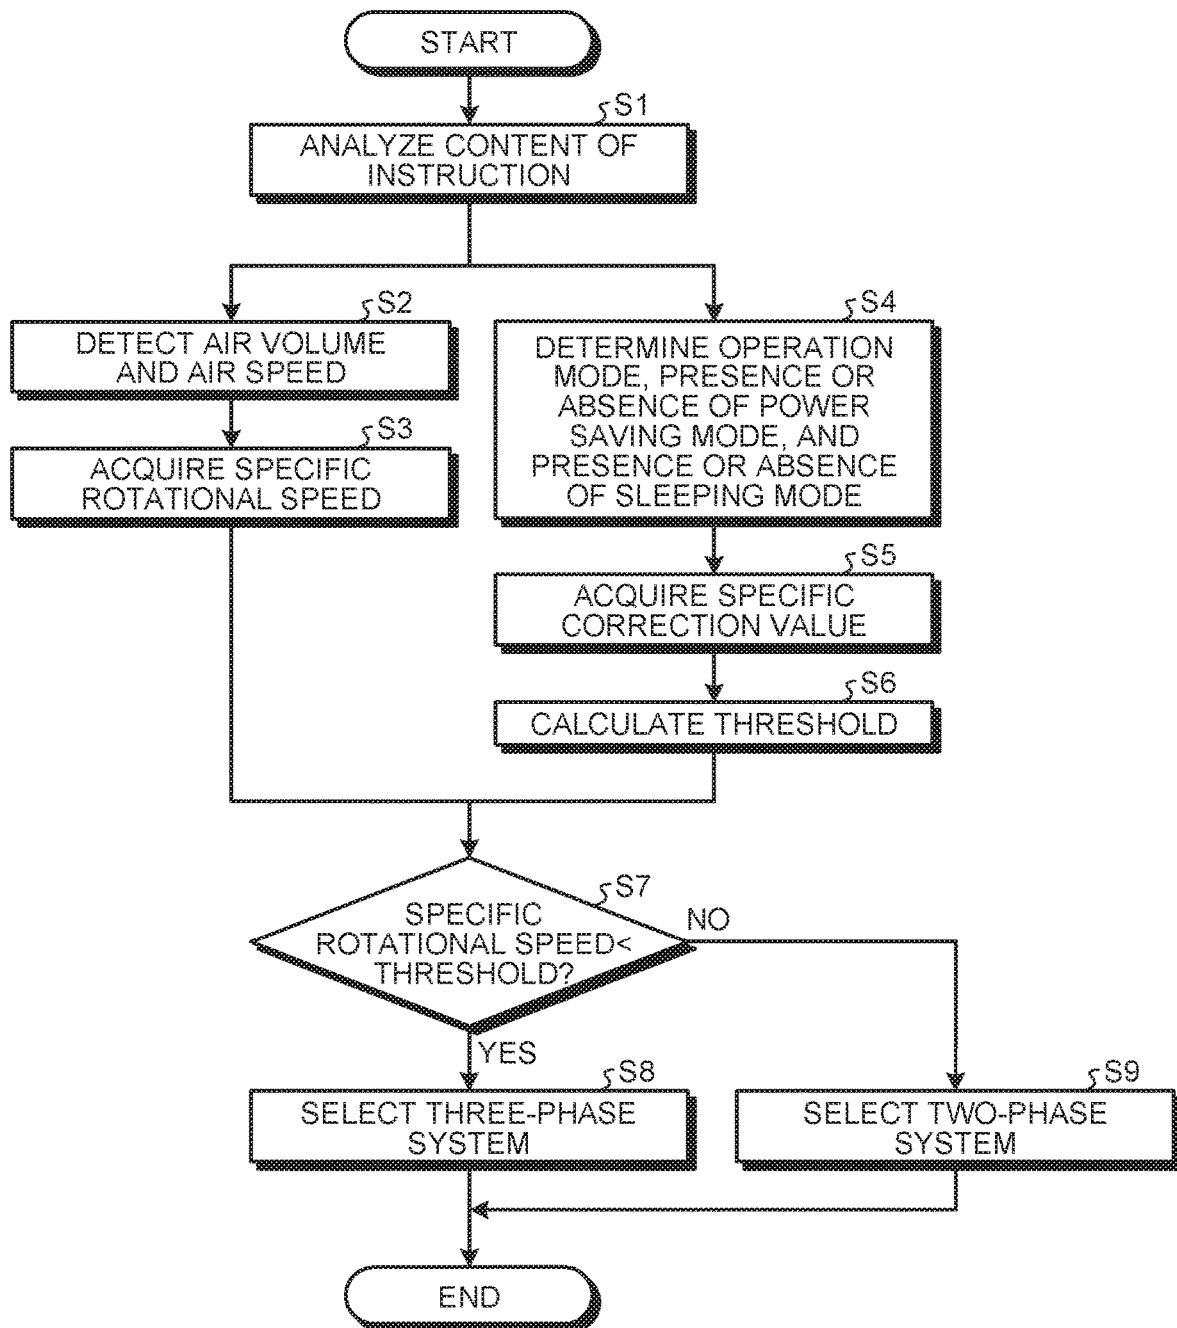 START
S1
ANALYZE CONTENT OF
INSTRUCTION
S2
DETECT AIR VOLUME
AND AIR SPEED
S3
ACQUIRE SPECIFIC
ROTATIONAL SPEED
S4
DETERMINE OPERATION
MODE, PRESENCE OR
ABSENCE OF POWER
SAVING MODE, AND
PRESENCE OR ABSENCE
OF SLEEPING MODE
S5
ACQUIRE SPECIFIC
CORRECTION VALUE
S6
CALCULATE THRESHOLD
S7
SPECIFIC
ROTATIONAL SPEED<
THRESHOLD?
NO
YES
S8
SELECT THREE-PHASE
SYSTEM
S9
SELECT TWO-PHASE
SYSTEM
END